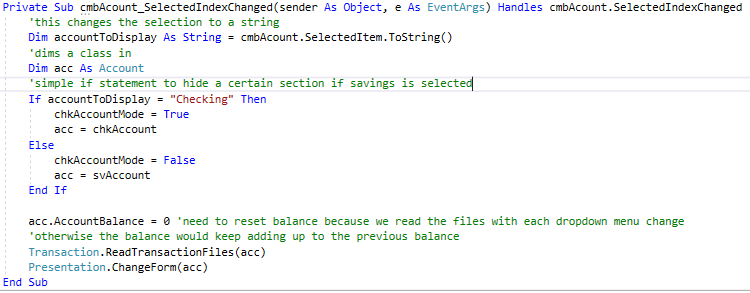 Private Sub cmbAcount_SelectedIndexChanged(sender As Object, e As EventArgs) Handles cmbAcount.SelectedIndexChanged
'this changes the selection to a string
Dim accountToDisplay As String = cmbAcount.SelectedItem.ToString()
'dims a class in
Dim acc As Account
'simple if statement to hide a certain section if savings is selected
If accountToDisplay = "Checking" Then
chkAccountMode = True
acc = chkAccount
Else
chkAccountMode = False
acc = svAccount
End If
acc.AccountBalance = 0 'need to reset balance because we read the files with each dropdown menu change
'otherwise the balance would keep adding up to the previous balance
Transaction.ReadTransactionFiles(acc)
Presentation.ChangeForm(acc)
End Sub